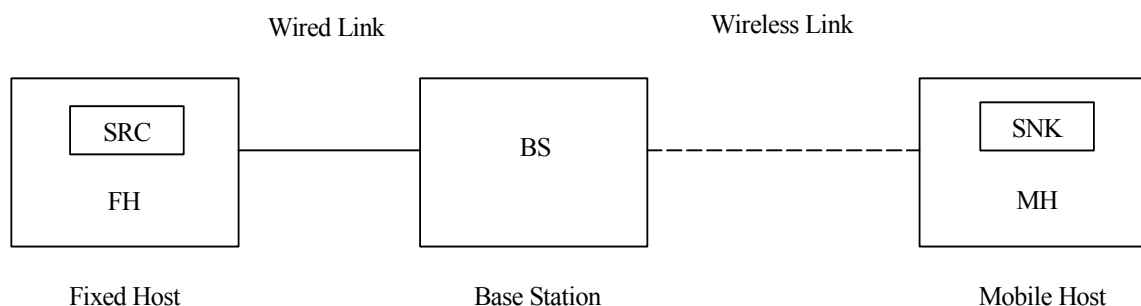 Wired Link
Wireless Link
SRC
FH
BS
SNK
MH
Fixed Host
Base Station
Mobile Host